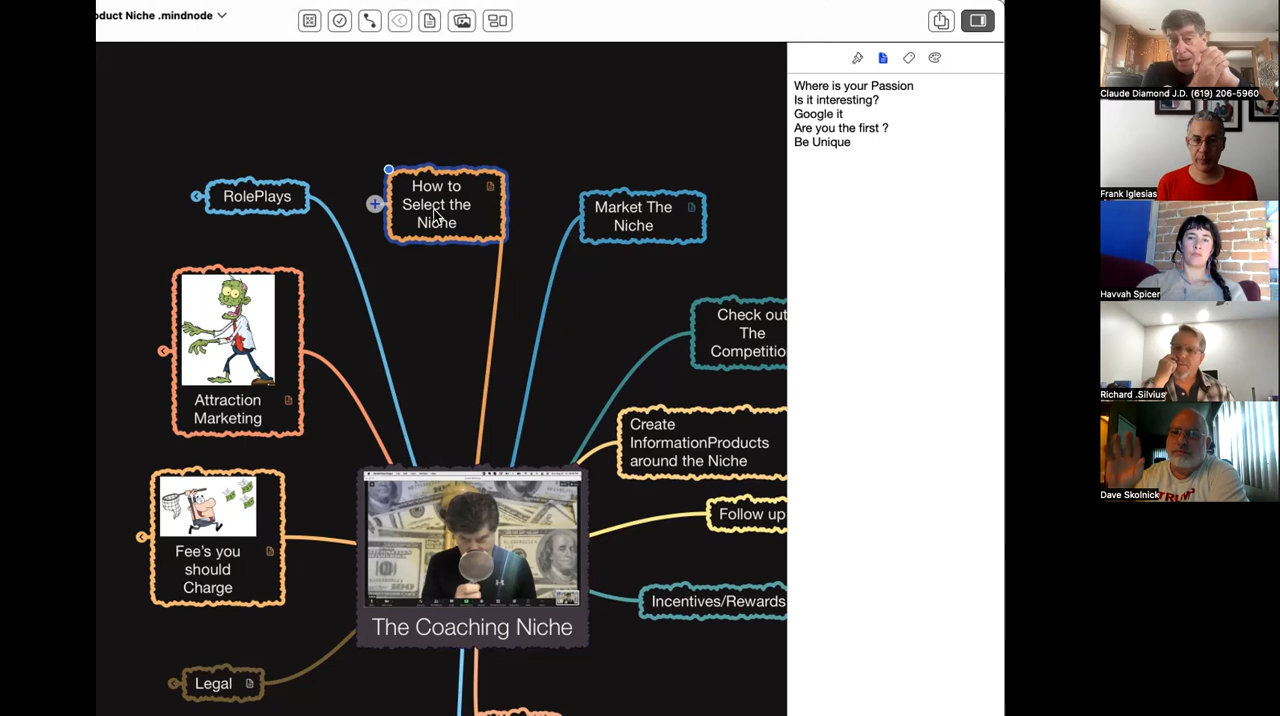 oduct Niche .mindnode
Where is your Passion
Is it interesting?
Google it
Are you the first ?
Be Unique
RolePlays
How to
Select the
Niche
Market The
Niche
Attraction
Marketing
Check out
The
Competitio
Create
InformationProducts
around the Niche
Fee's you
should
Charge
Follow up
Incentives/Rewards
The Coaching Niche
Legal
Claude Diamond J.D. (619) 206-5960
Frank Iglesias
Havvah Spicer
Richard .Silvius
Dave Skolnick